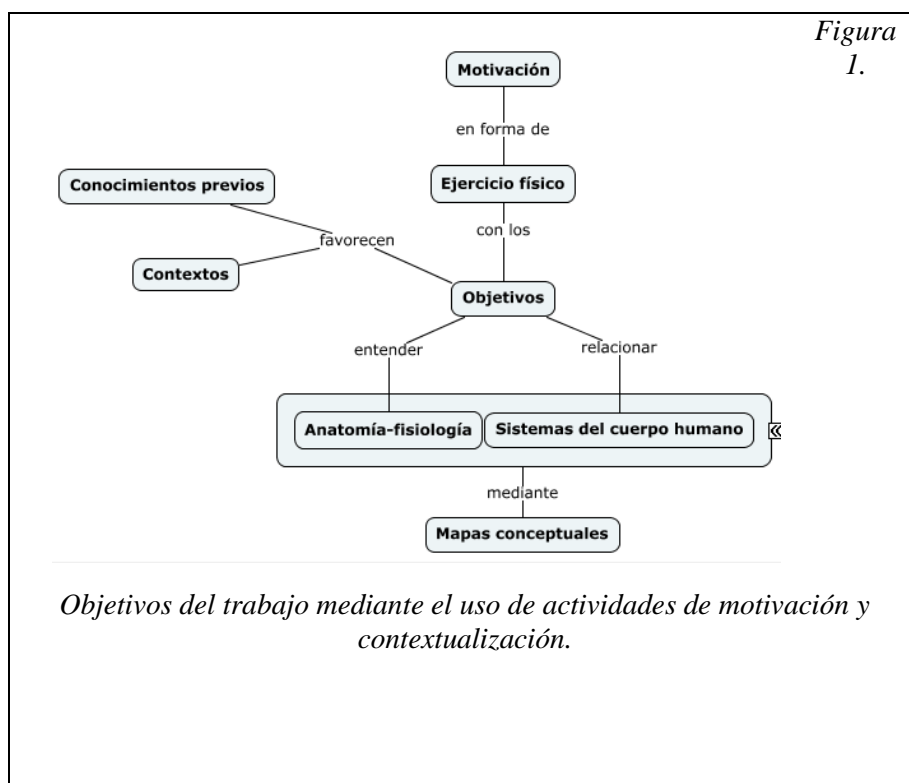 Figura
1.
Motivación
en forma de
Conocimientos previos
Ejercicio físico
con los
favorecen
Contextos
Objetivos
entender
relacionar
Anatomía-fisiología
Sistemas del cuerpo humano
mediante
Mapas conceptuales
Objetivos del trabajo mediante el uso de actividades de motivación y
contextualización.